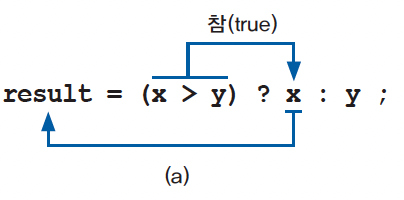 참(true)
result = (x > y) ? x : y ;
(a)